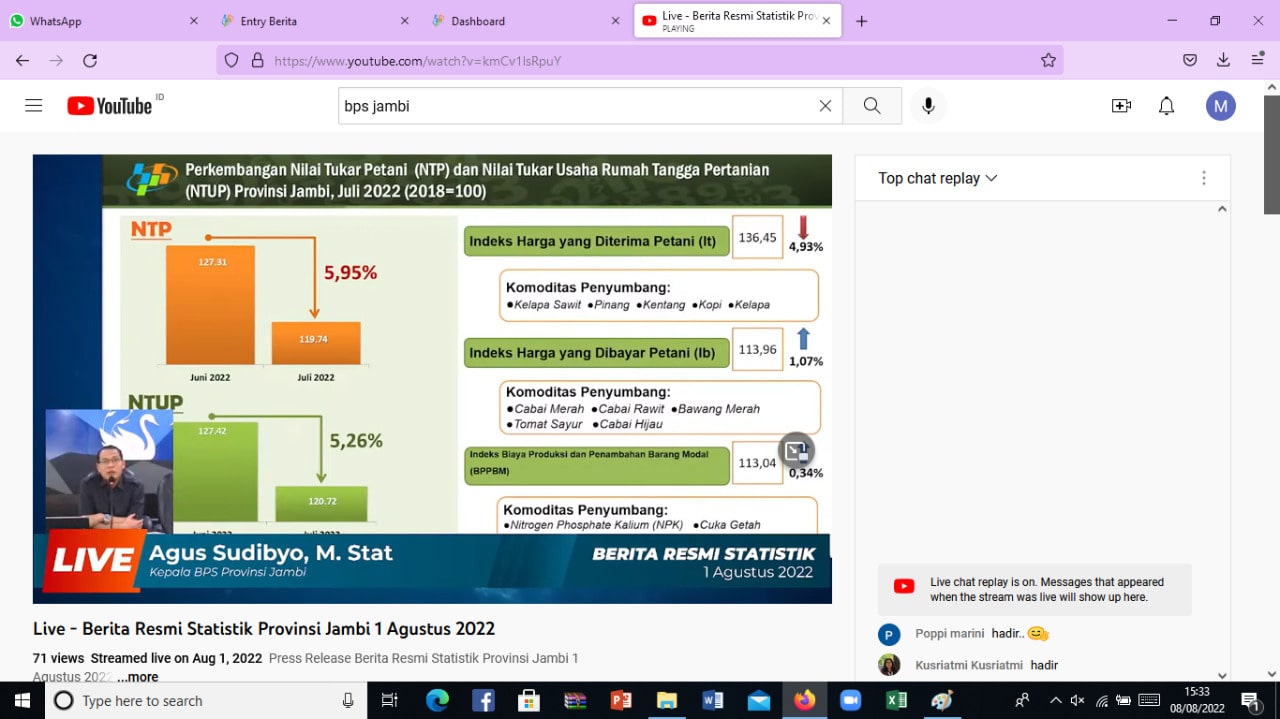 WhatsApp
Entry Berita
Dashboard
Live - Berita Resmi Statistik Prov
PLAYING
https://www.youtube.com/watch?v=kmCv1lsRpuY
YouTube ID
bps jambi
M
Perkembangan Nilai Tukar Petani (NTP) dan Nilai Tukar Usaha Rumah Tangga Pertanian
(NTUP) Provinsi Jambi, Juli 2022 (2018=100)
NTP
127.31
5,95%
119.74
Juni 2022
Juli 2022
NTUP
127.42
5,26%
120.72
Juni 2022
Juli 2022
Indeks Harga yang Diterima Petani (It)
136,45
4,93%
Komoditas Penyumbang:
●Kelapa Sawit ●Pinang ●Kentang ●Kopi ●Kelapa
Indeks Harga yang Dibayar Petani (Ib)
113,96
1,07%
Komoditas Penyumbang:
●Cabai Merah ●Cabai Rawit ●Bawang Merah
●Tomat Sayur ●Cabai Hijau
Indeks Biaya Produksi dan Penambahan Barang Modal
(BPPBM)
113,04
0,34%
Komoditas Penyumbang:
●Nitrogen Phosphate Kalium (NPK) ●Cuka Getah
LIVE
Agus Sudibyo, M. Stat
Kepala BPS Provinsi Jambi
BERITA RESMI STATISTIK
1 Agustus 2022
Live - Berita Resmi Statistik Provinsi Jambi 1 Agustus 2022
71 views Streamed live on Aug 1, 2022 Press Release Berita Resmi Statistik Provinsi Jambi 1
Agustus 2022 ...more
Top chat replay
Live chat replay is on. Messages that appeared
when the stream was live will show up here.
P Poppi marini hadir..
Kusriatmi Kusriatmi hadir
Type here to search
15:33
08/08/2022
1